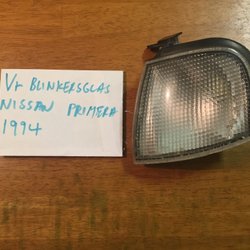 Vr BLINKERSGLAS
NISSAN PRIMERA
1994